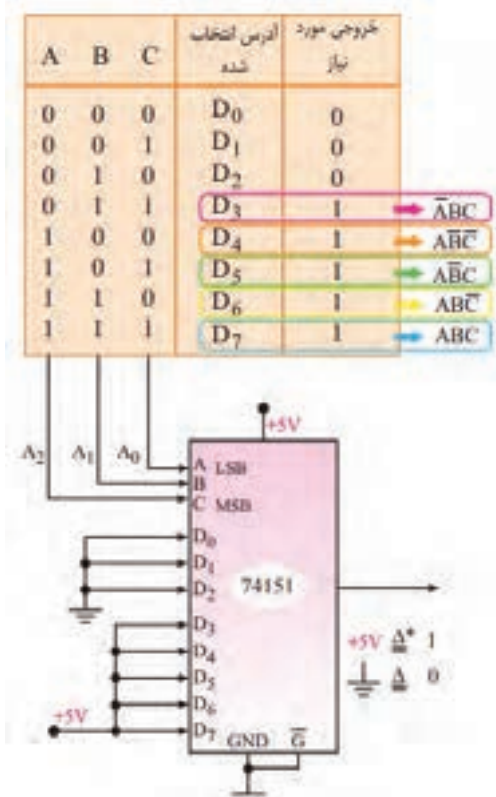 A B C آدرس انتخاب شده خروجی مورد نیاز
0 0 0 D₀ 0
0 0 1 D₁ 0
0 1 0 D₂ 0
0 1 1 D₃ 1 → A̅BC
1 0 0 D₄ 1 → AB̅C̅
1 0 1 D₅ 1 → AB̅C
1 1 0 D₆ 1 → ABC̅
1 1 1 D₇ 1 → ABC
+5V
A₂ A₁ A₀
A LSB
B
C MSB
D₀
D₁
D₂
74151
D₃
+5V ≜* 1
D₄
≜ 0
D₅
D₆
+5V
D₇
GND G̅